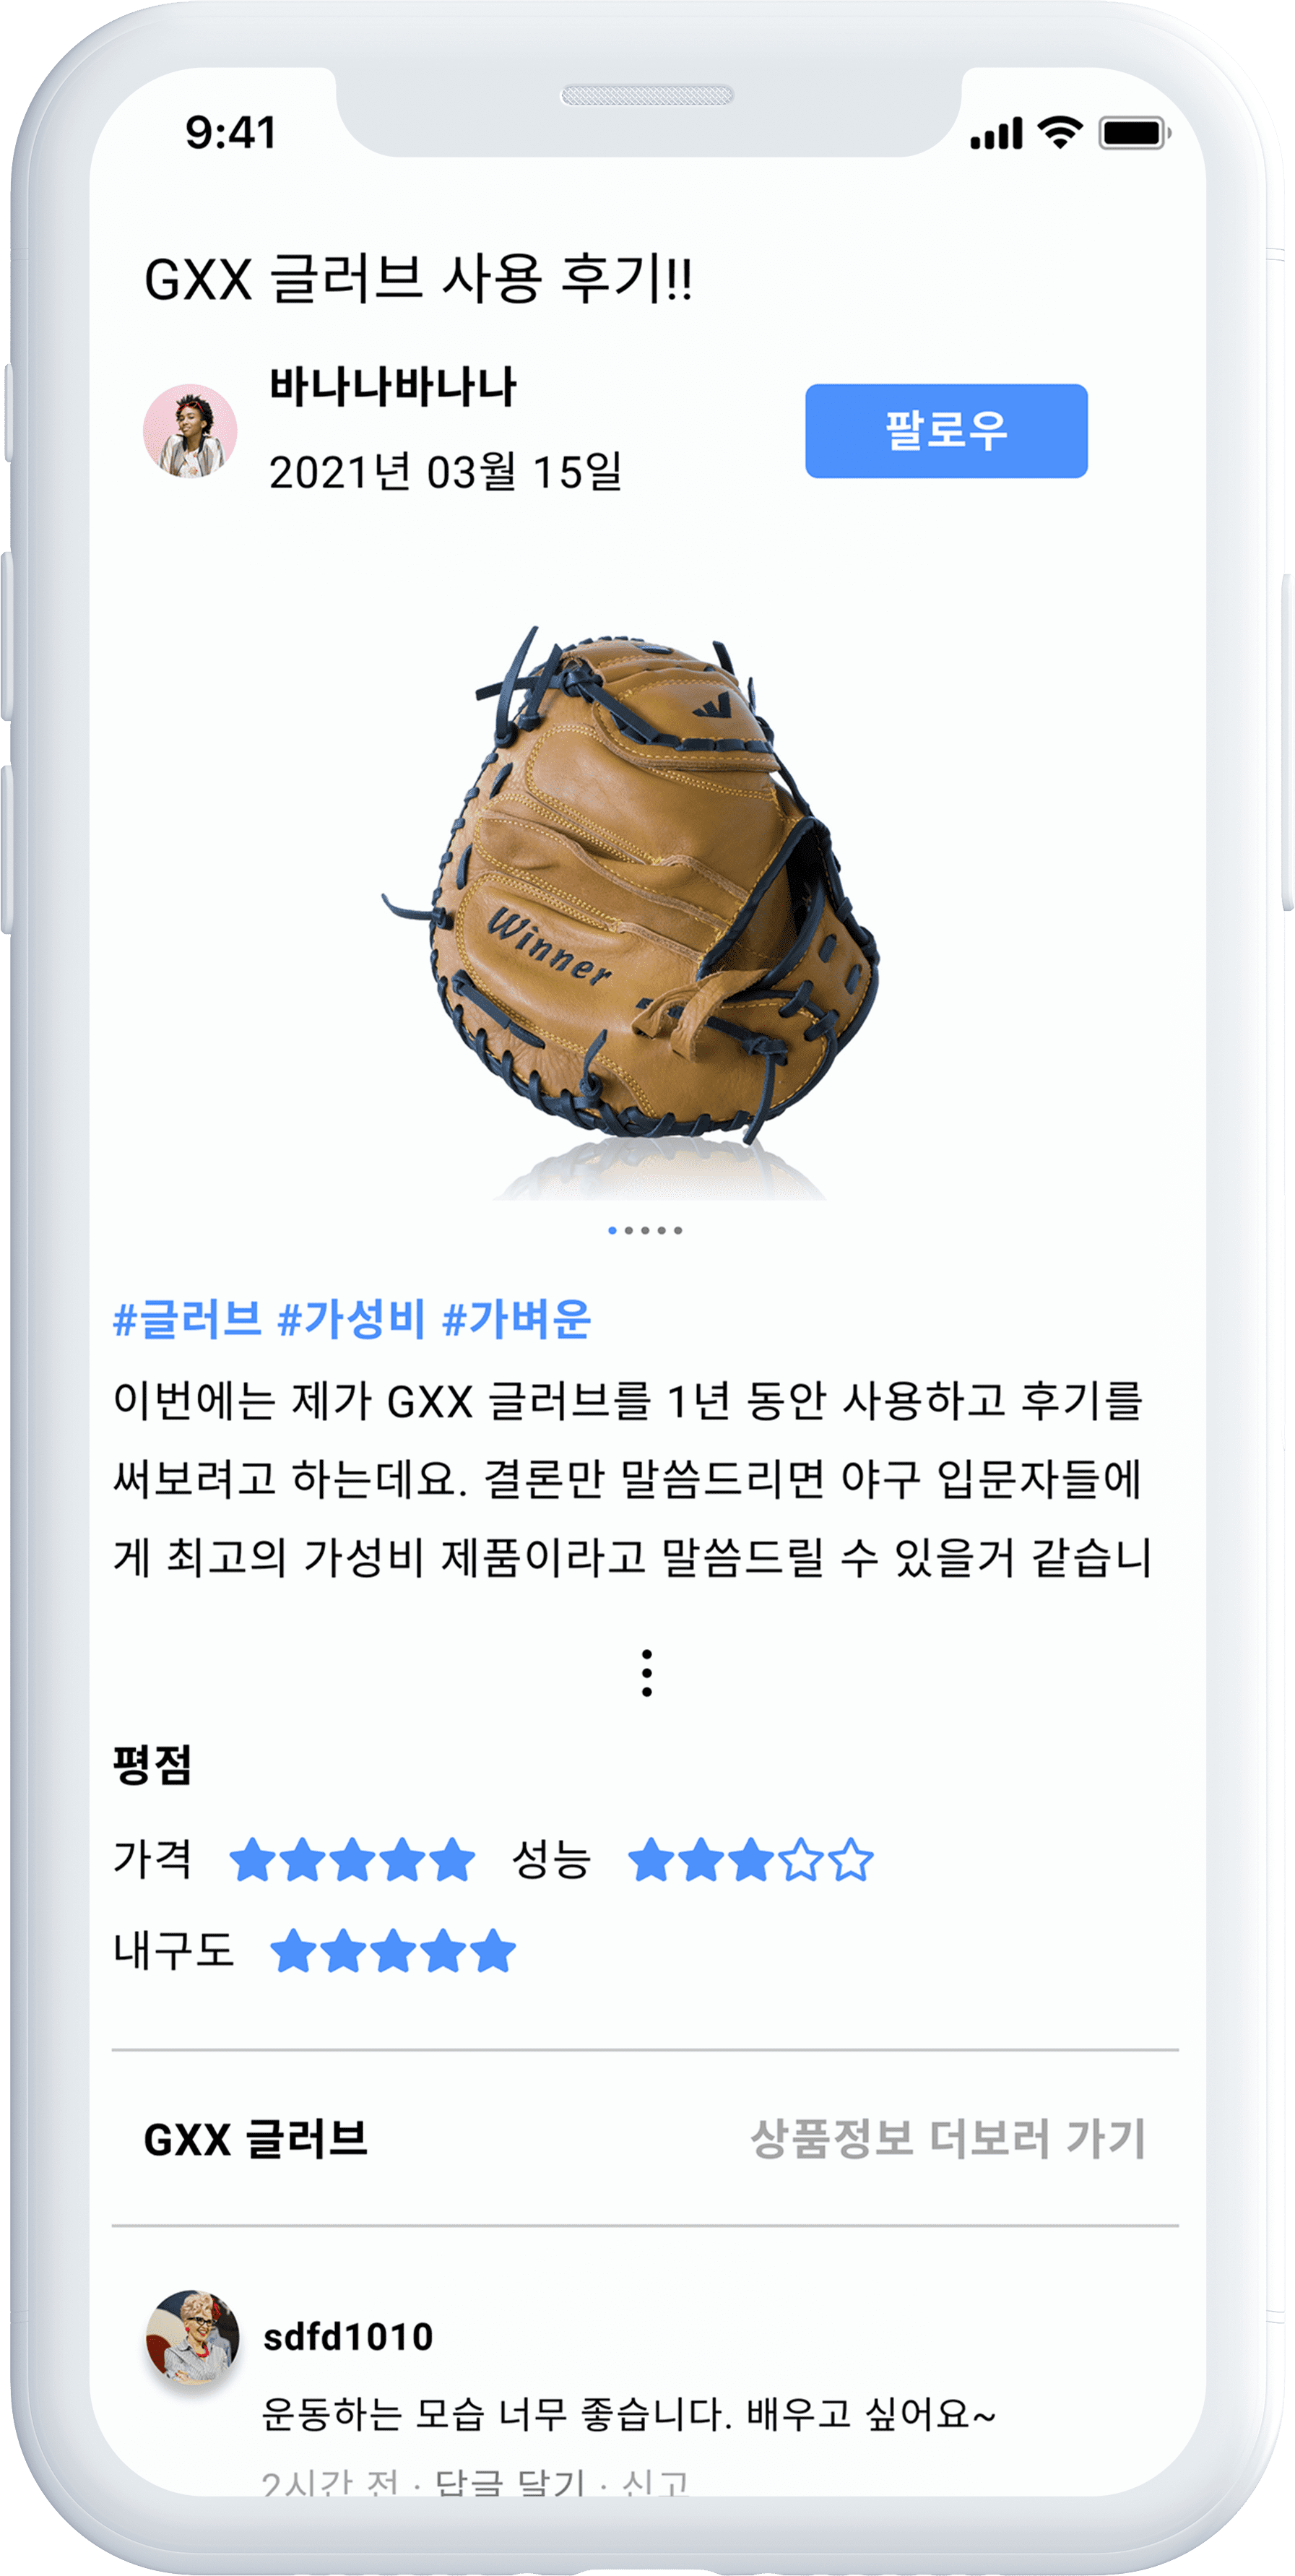 9:41
GXX 글러브 사용 후기!!
바나나바나나
2021년 03월 15일
팔로우
Winner
#글러브 #가성비 #가벼운
이번에는 제가 GXX 글러브를 1년 동안 사용하고 후기를
써보려고 하는데요. 결론만 말씀드리면 야구 입문자들에
게 최고의 가성비 제품이라고 말씀드릴 수 있을거 같습니
평점
가격 성능
내구도
GXX 글러브
상품정보 더보러 가기
sdfd1010
운동하는 모습 너무 좋습니다. 배우고 싶어요~
2시간 전 · 답글 달기 · 신고